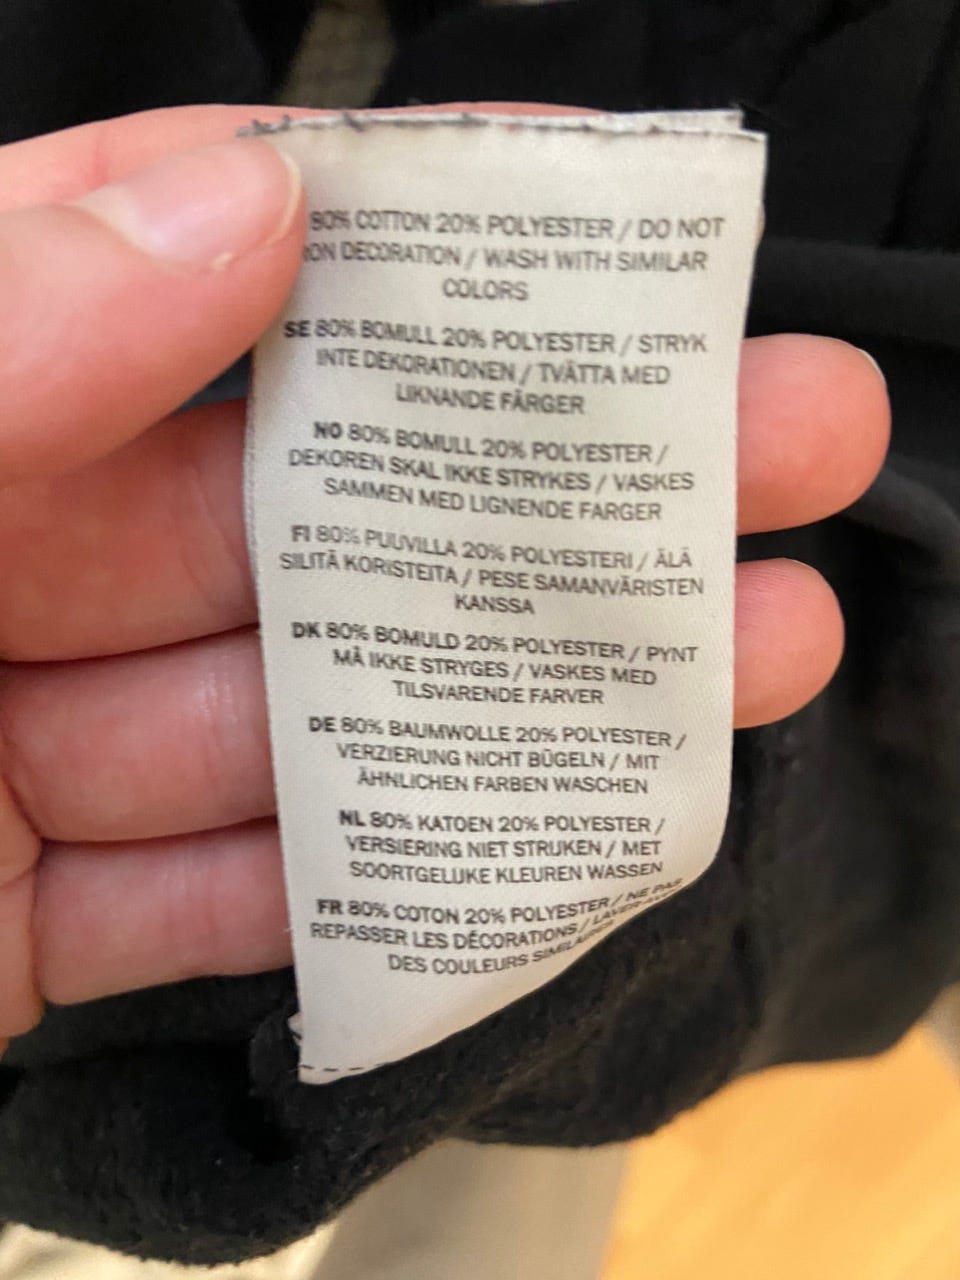 80% COTTON 20% POLYESTER / DO NOT
DECORATION / WASH WITH SIMILAR
COLORS
SE 80% BOMULL 20% POLYESTER / STRYK
INTE DEKORATIONEN / TVÄTTA MED
LIKNANDE FÄRGER
NO 80% BOMULL 20% POLYESTER /
DEKOREN SKAL IKKE STRYKES / VASKES
SAMMEN MED LIGNENDE FARGER
FI 80% PUUVILLA 20% POLYESTERI / ÄLÄ
SILITÄ KORISTEITA / PESE SAMANVÄRISTEN
KANSSA
DK 80% BOMULD 20% POLYESTER / PYNT
MÅ IKKE STRYGES / VASKES MED
TILSVARENDE FARVER
DE 80% BAUMWOLLE 20% POLYESTER /
VERZIERUNG NICHT BÜGELN / MIT
ÄHNLICHEN FARBEN WASCHEN
NL 80% KATOEN 20% POLYESTER /
VERSIERING NIET STRIJKEN / MET
SOORTGELIJKE KLEUREN WASSEN
FR 80% COTON 20% POLYESTER / NE PAS
REPASSER LES DÉCORATIONS / LAVER
DES COULEURS SIMILAIRES